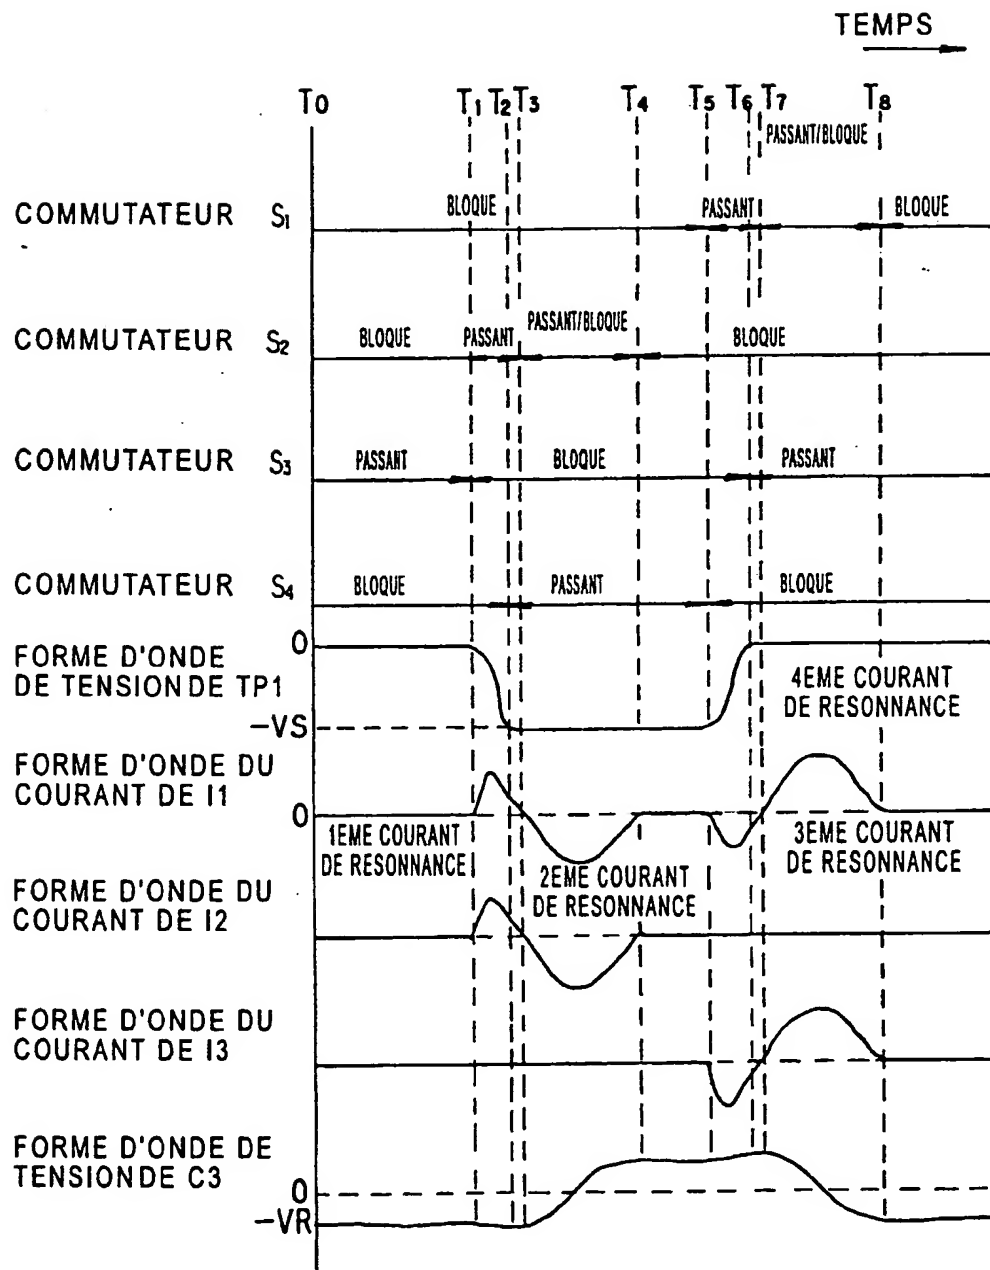 TEMPS
T0 T1 T2 T3 T4 T5 T6 T7 T8
PASSANT/BLOQUE
COMMUTATEUR S1 BLOQUE PASSANT BLOQUE
COMMUTATEUR S2 BLOQUE PASSANT PASSANT/BLOQUE BLOQUE
COMMUTATEUR S3 PASSANT BLOQUE PASSANT
COMMUTATEUR S4 BLOQUE PASSANT BLOQUE
0
FORME D'ONDE
DE TENSION DE TP1
-VS
4EME COURANT
DE RESONNANCE
FORME D'ONDE DU
COURANT DE I1
0
1EME COURANT
DE RESONNANCE
3EME COURANT
DE RESONNANCE
2EME COURANT
DE RESONNANCE
FORME D'ONDE DU
COURANT DE I2
FORME D'ONDE DU
COURANT DE I3
FORME D'ONDE DE
TENSION DE C3
0
-VR